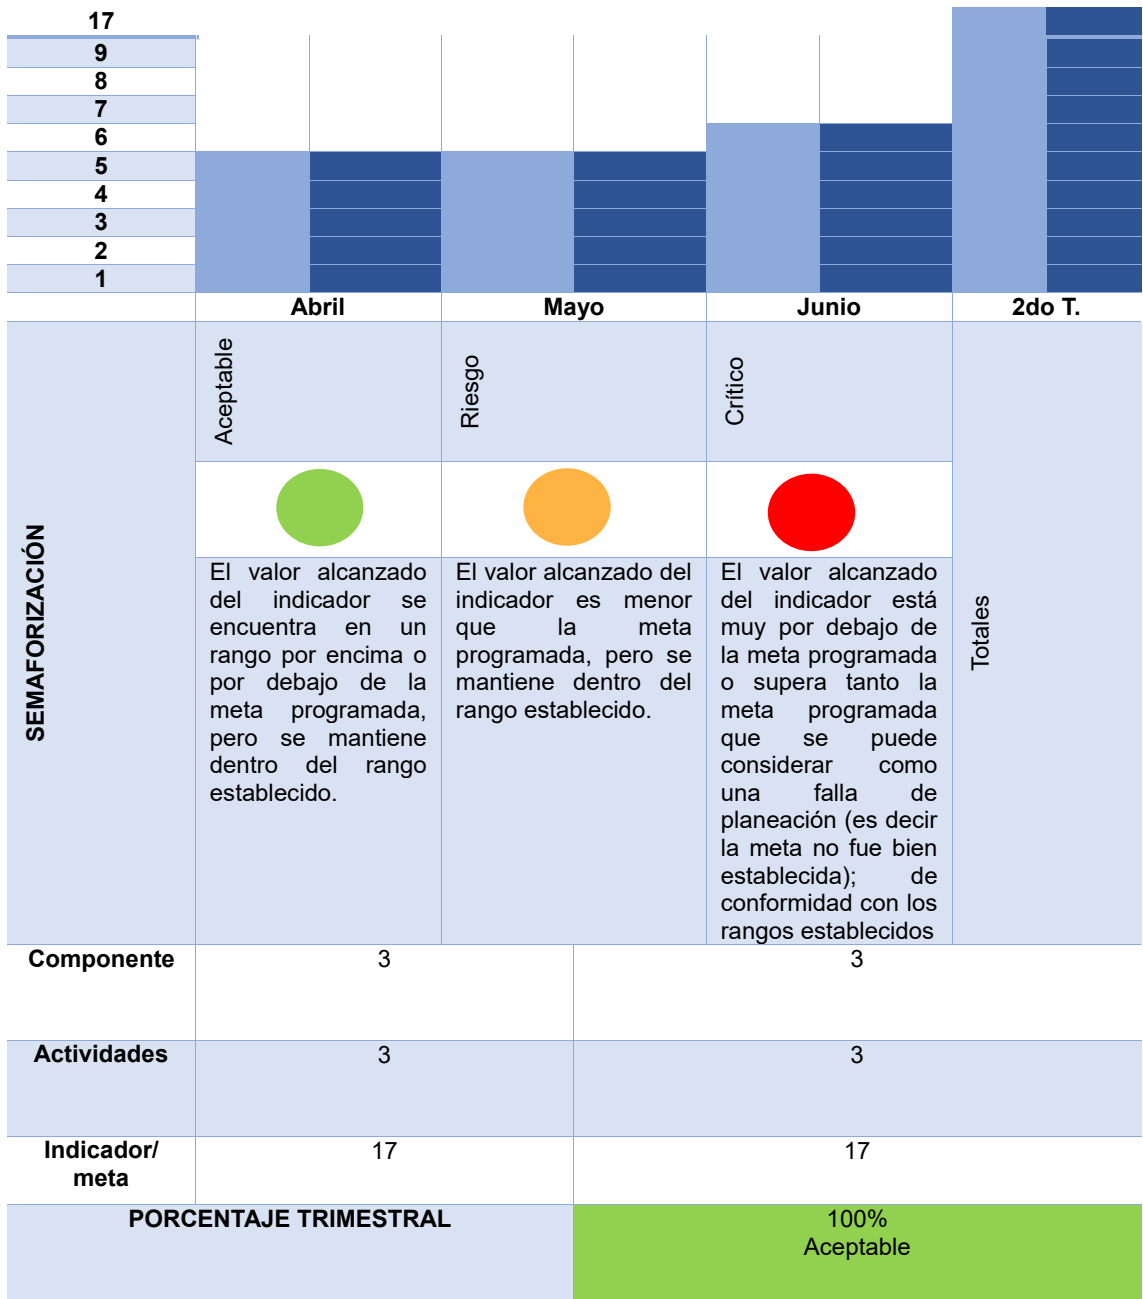 17
9
8
7
6
5
4
3
2
1
Abril Mayo Junio 2do T.
SEMAFORIZACIÓN
Aceptable
Riesgo
Crítico
El valor alcanzado
del indicador se
encuentra en un
rango por encima o
por debajo de la
meta programada,
pero se mantiene
dentro del rango
establecido.
El valor alcanzado del
indicador es menor
que la meta
programada, pero se
mantiene dentro del
rango establecido.
El valor alcanzado
del indicador está
muy por debajo de
la meta programada
o supera tanto la
meta programada
que se puede
considerar como
una falla de
planeación (es decir
la meta no fue bien
establecida); de
conformidad con los
rangos establecidos
Totales
Componente 3 3
Actividades 3 3
Indicador/
meta
17 17
PORCENTAJE TRIMESTRAL
100%
Aceptable